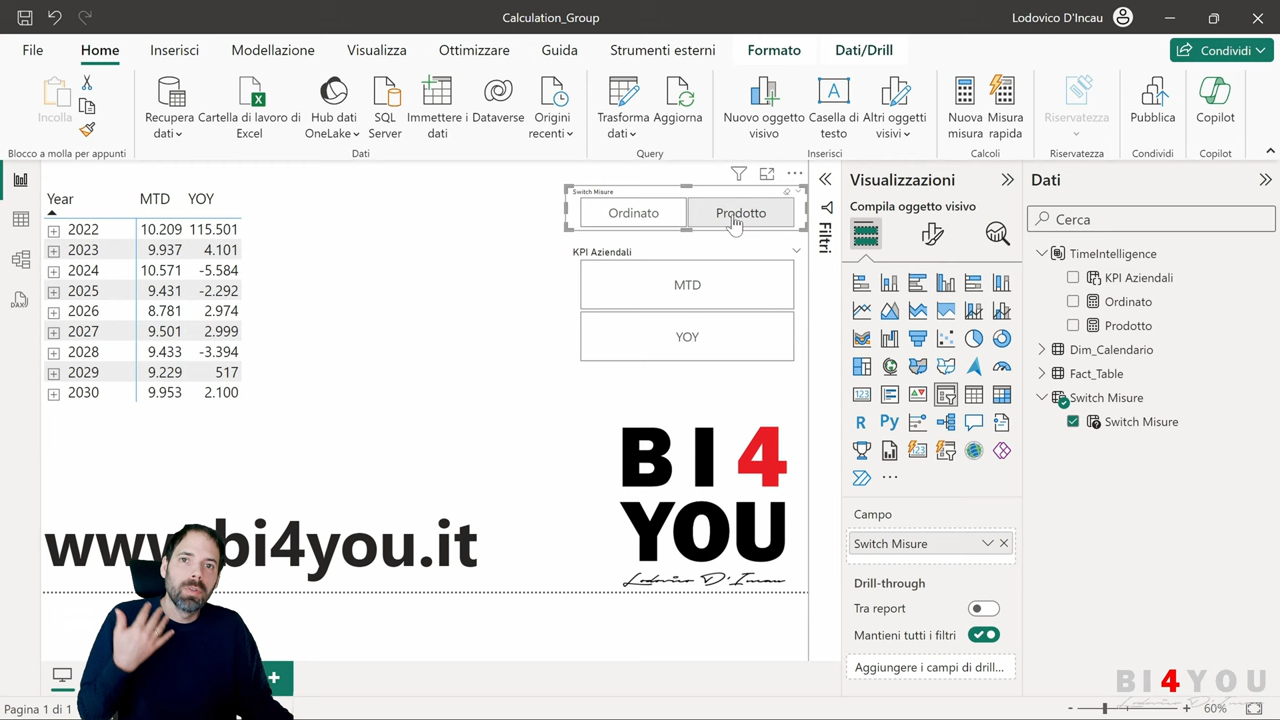 Calculation_Group
Lodovico D'Incau
File Home Inserisci Modellazione Visualizza Ottimizzare Guida Strumenti esterni Formato Dati/Drill Condividi
Incolla
Blocco a molla per appunti
Recupera dati
Cartella di lavoro di Excel
Hub dati OneLake
SQL Server
Immettere i dati
Dataverse
Origini recenti
Dati
Trasforma dati
Aggiorna
Query
Nuovo oggetto visivo
Casella di testo
Altri oggetti visivi
Inserisci
Nuova misura
Misura rapida
Calcoli
Riservatezza
Riservatezza
Pubblica
Condividi
Copilot
Copilot
Year MTD YOY
2022 10.209 115.501
2023 9.937 4.101
2024 10.571 -5.584
2025 9.431 -2.292
2026 8.781 2.974
2027 9.501 2.999
2028 9.433 -3.394
2029 9.229 517
2030 9.953 2.100
Switch Misure
Ordinato Prodotto
KPI Aziendali
MTD
YOY
BI4
YOU
Lodovico D'Incau
www.bi4you.it
Filtri
Visualizzazioni
Compila oggetto visivo
123
R Py
Campo
Switch Misure
Drill-through
Tra report
Mantieni tutti i filtri
Aggiungere i campi di drill...
Dati
Cerca
TimeIntelligence
KPI Aziendali
Ordinato
Prodotto
Dim_Calendario
Fact_Table
Switch Misure
Switch Misure
BI4YOU
Pagina 1 di 1
60%